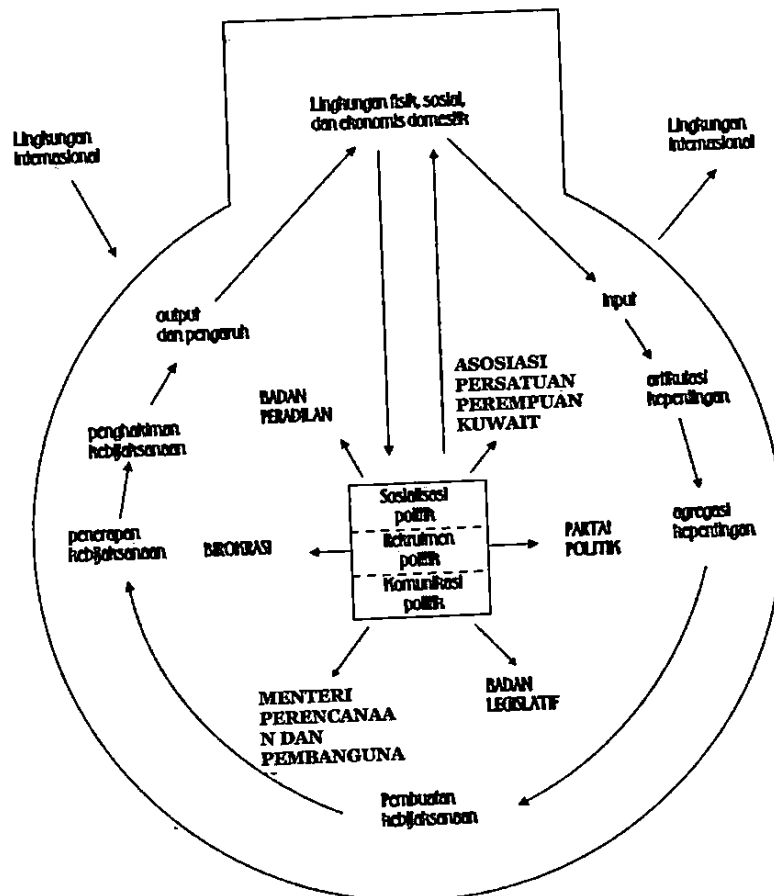 Lingkungan fisik, sosial,
dan ekonomis domestik
Lingkungan
internasional
Lingkungan
internasional
output
dan pengaruh
input
BADAN
PERADILAN
ASOSIASI
PERSATUAN
PEREMPUAN
KUWAIT
artikulasi
kepentingan
penghakiman
kebijaksanaan
Sosialisasi
politik
agregasi
kepentingan
penerapan
kebijaksanaan
BIROKRASI
Rekrutmen
politik
PARTAI
POLITIK
Komunikasi
politik
MENTERI
PERENCANAA
N DAN
PEMBANGUNA
BADAN
LEGISLATIF
Pembuatan
kebijaksanaan